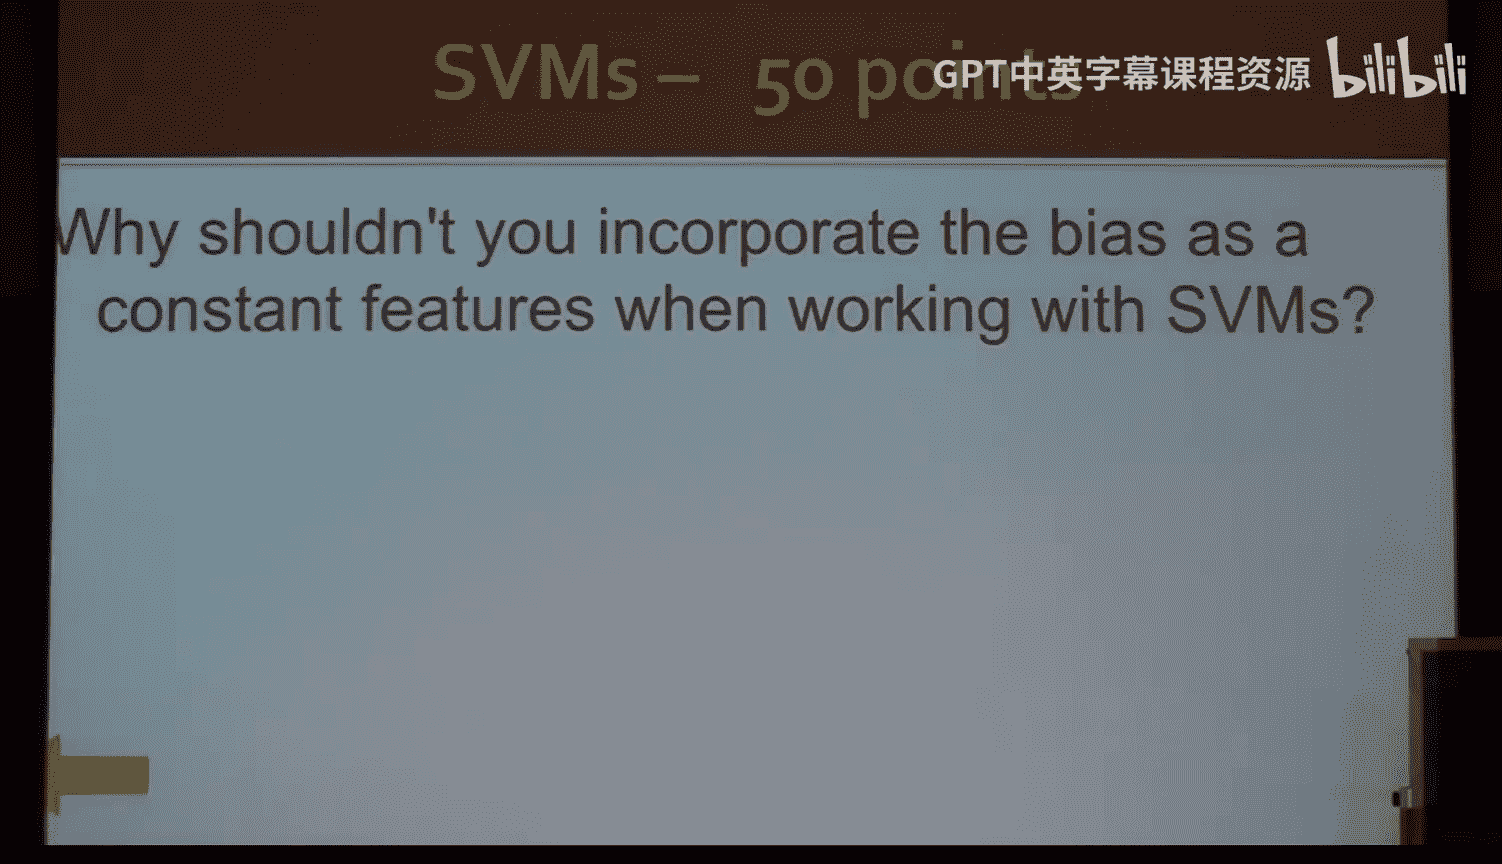 SVMs – 50 points
GPT中英字幕课程资源 bilibili
Why shouldn't you incorporate the bias as a
constant features when working with SVMs?